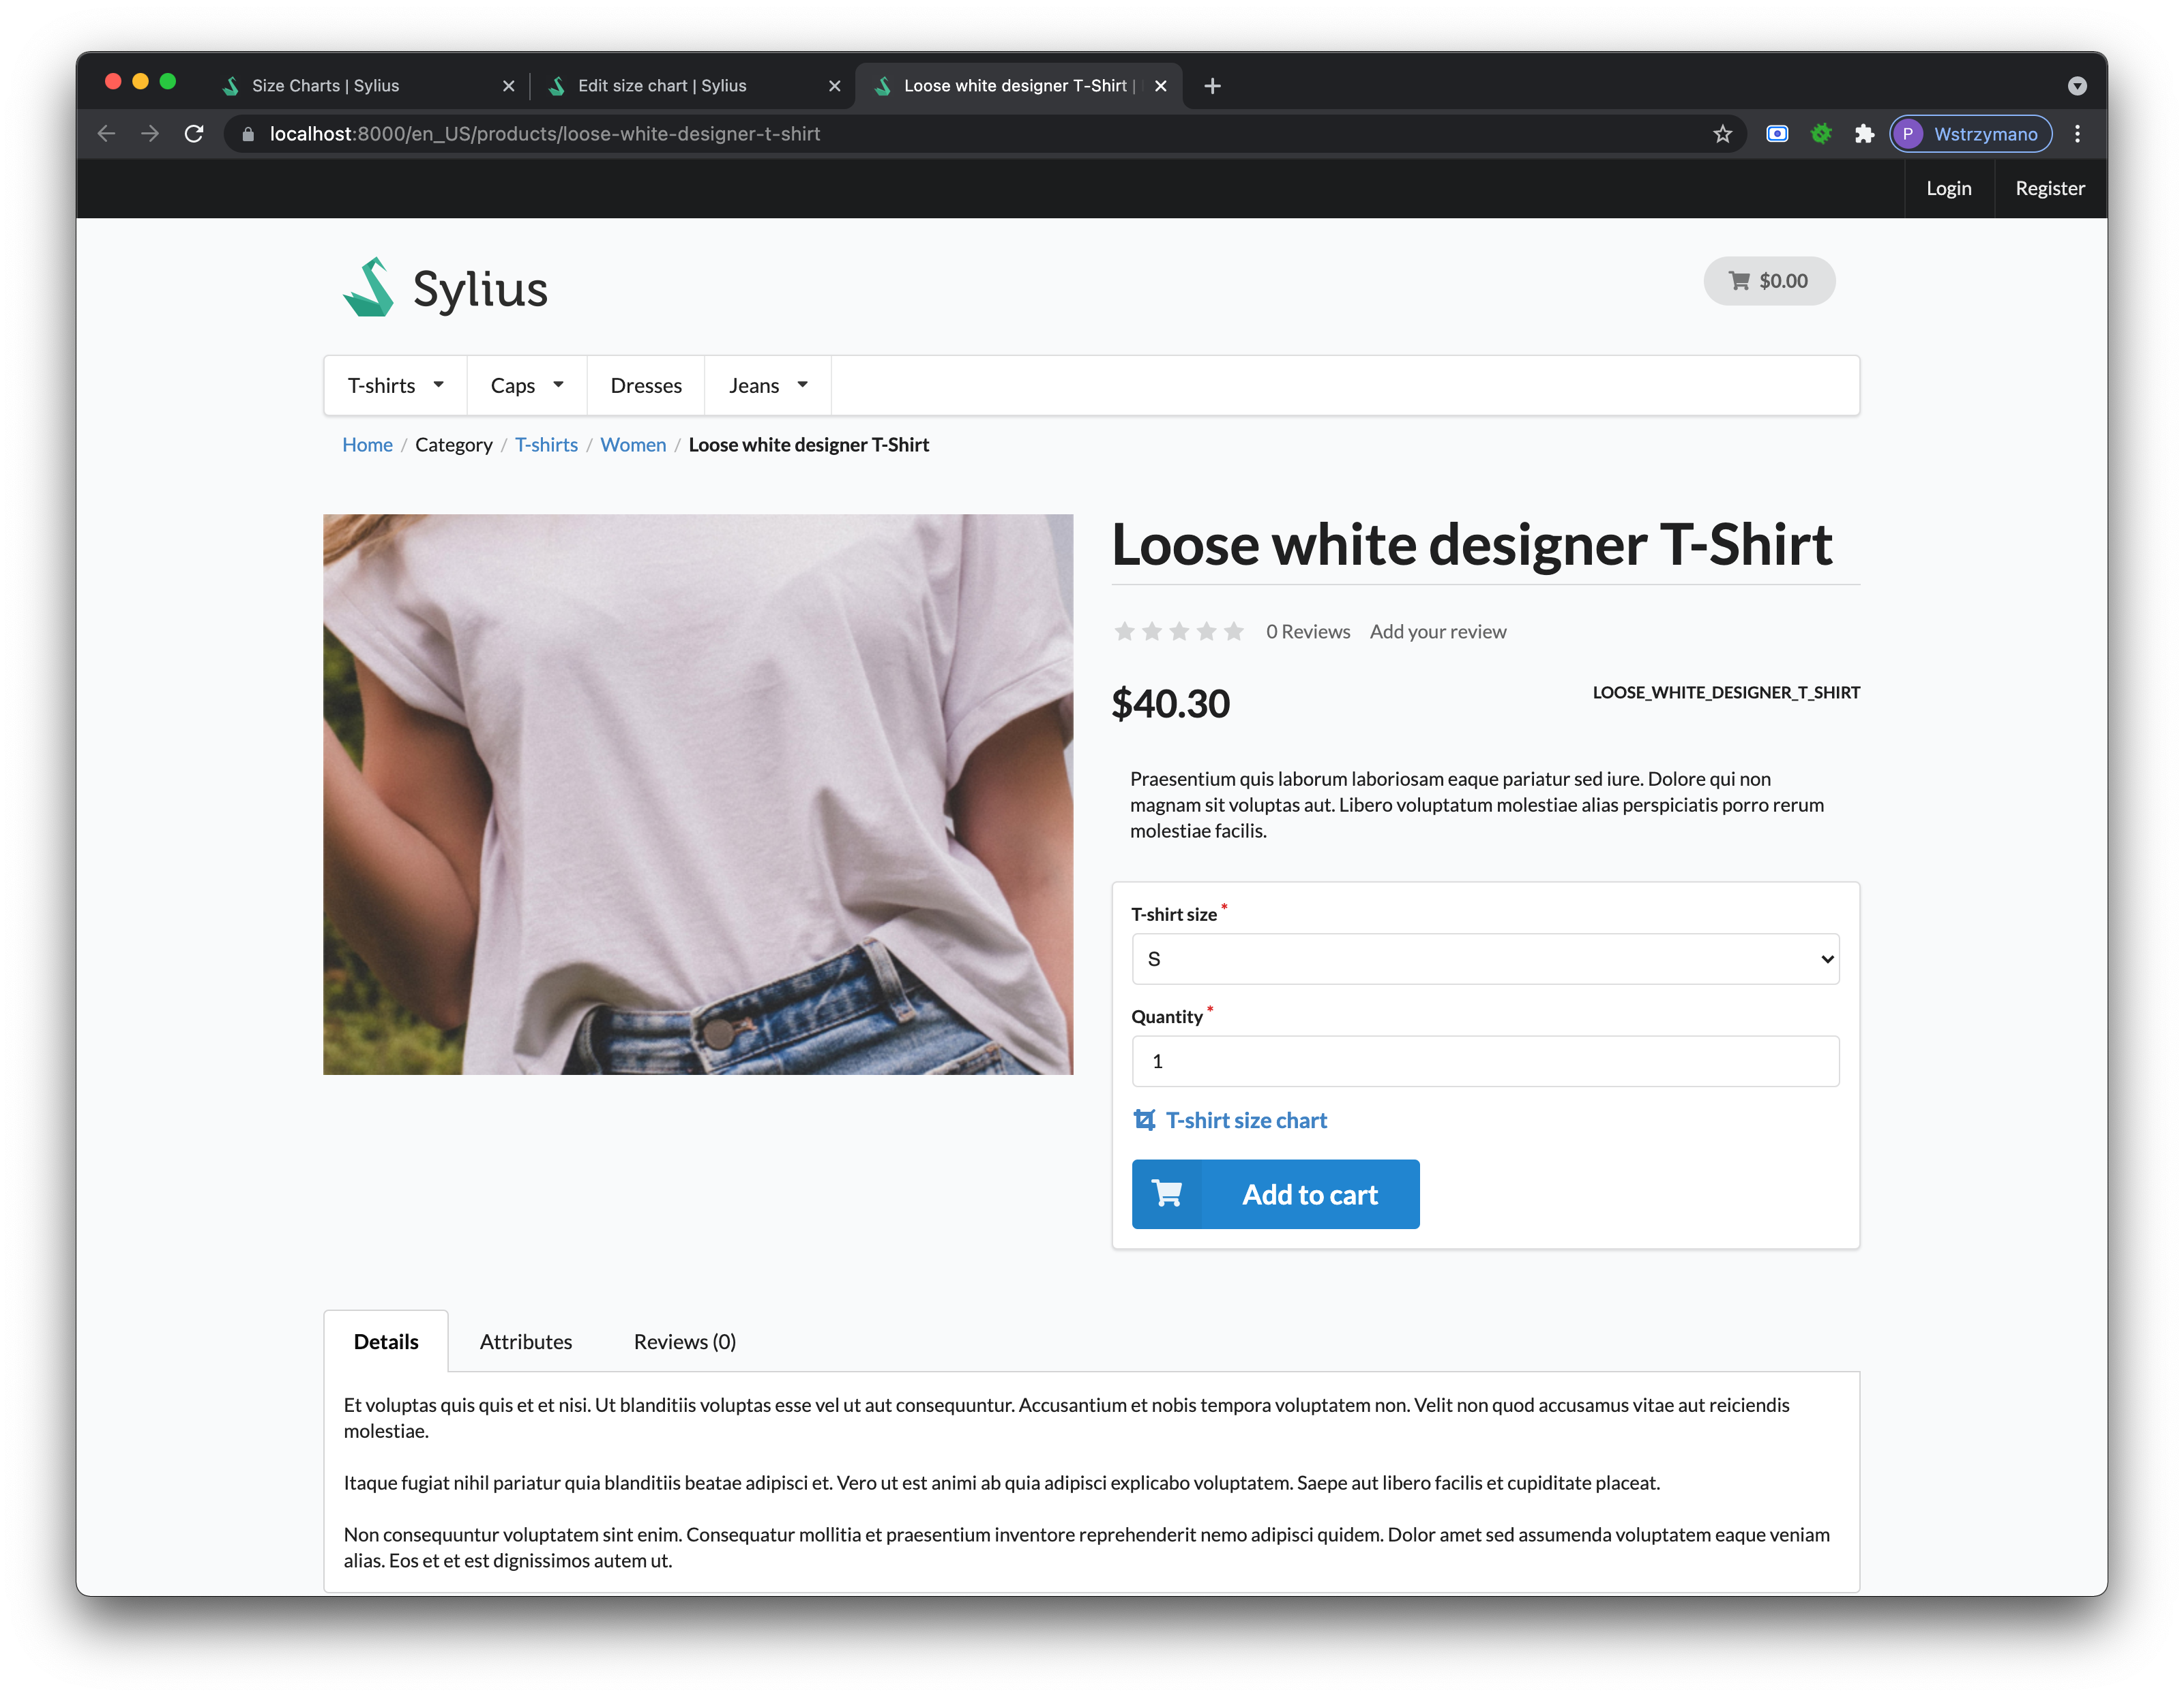 Size Charts | Sylius
Edit size chart | Sylius
Loose white designer T-Shirt |
localhost:8000/en_US/products/loose-white-designer-t-shirt
P Wstrzymano
Login Register
Sylius
$0.00
T-shirts Caps Dresses Jeans
Home / Category / T-shirts / Women / Loose white designer T-Shirt
Loose white designer T-Shirt
0 Reviews Add your review
$40.30
LOOSE_WHITE_DESIGNER_T_SHIRT
Praesentium quis laborum laboriosam eaque pariatur sed iure. Dolore qui non
magnam sit voluptas aut. Libero voluptatum molestiae alias perspiciatis porro rerum
molestiae facilis.
T-shirt size *
S
Quantity *
1
T-shirt size chart
Add to cart
Details Attributes Reviews (0)
Et voluptas quis quis et et nisi. Ut blanditiis voluptas esse vel ut aut consequuntur. Accusantium et nobis tempora voluptatem non. Velit non quod accusamus vitae aut reiciendis
molestiae.
Itaque fugiat nihil pariatur quia blanditiis beatae adipisci et. Vero ut est animi ab quia adipisci explicabo voluptatem. Saepe aut libero facilis et cupiditate placeat.
Non consequuntur voluptatem sint enim. Consequatur mollitia et praesentium inventore reprehenderit nemo adipisci quidem. Dolor amet sed assumenda voluptatem eaque veniam
alias. Eos et et est dignissimos autem ut.